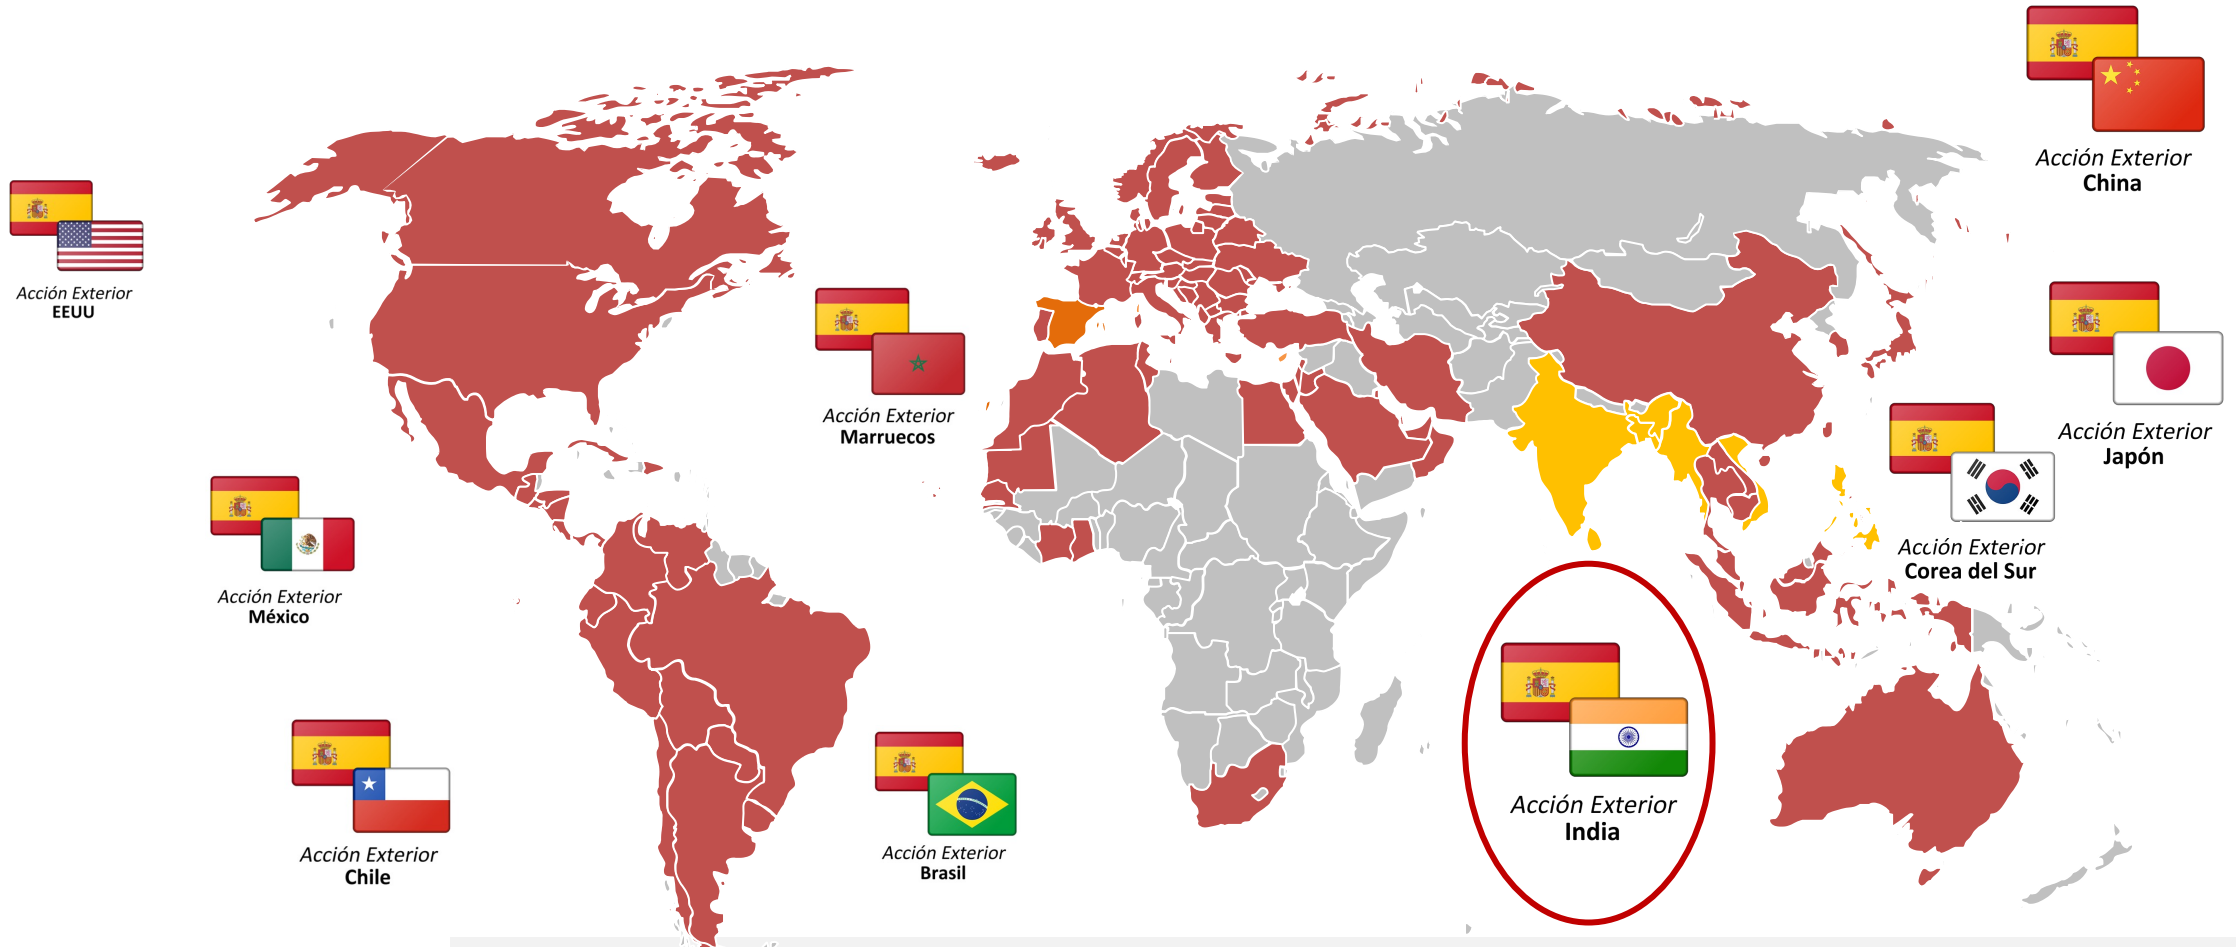 Acción Exterior
China
Acción Exterior
EEUU
Acción Exterior
Marruecos
Acción Exterior
Japón
Acción Exterior
Corea del Sur
Acción Exterior
México
Acción Exterior
India
Acción Exterior
Chile
Acción Exterior
Brasil